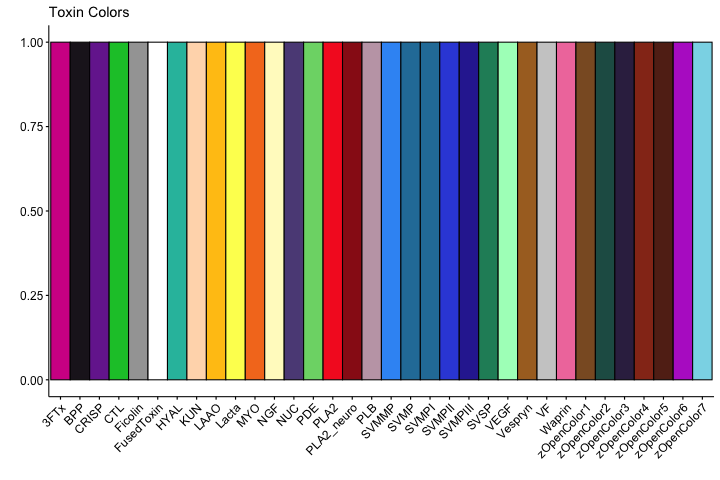 Toxin Colors
1.00
0.75
0.50
0.25
0.00
3FTx
BPP
CRISP
CTL
Ficolin
FusedToxin
HYAL
KUN
LAAO
Lacta
MYO
NGF
NUC
PDE
PLA2
PLA2_neuro
PLB
SVMMP
SVMP
SVMPI
SVMPII
SVMPIII
SVSP
VEGF
Vespryn
VF
Waprin
zOpenColor1
zOpenColor2
zOpenColor3
zOpenColor4
zOpenColor5
zOpenColor6
zOpenColor7